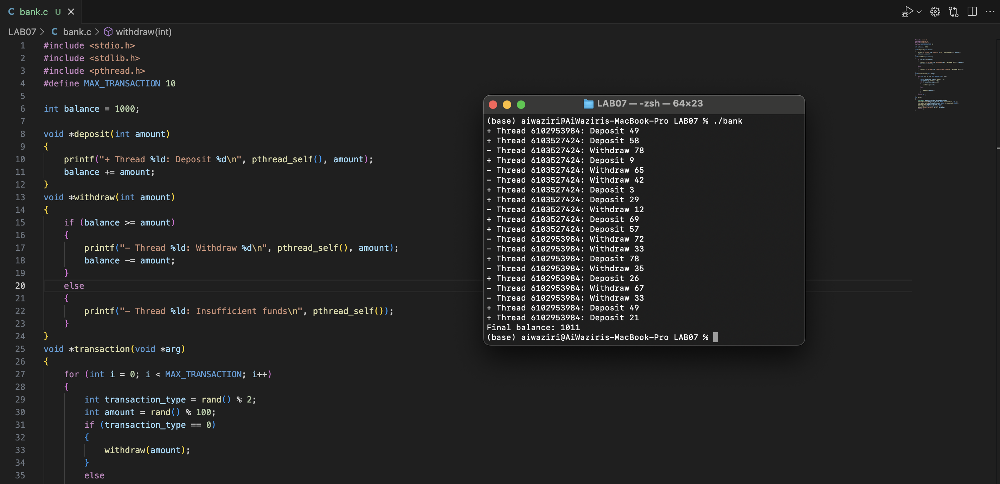 C bank.c U
LAB07 > C bank.c > withdraw(int)
1 #include <stdio.h>
2 #include <stdlib.h>
3 #include <pthread.h>
4 #define MAX_TRANSACTION 10
5
6 int balance = 1000;
7
8 void *deposit(int amount)
9 {
10 printf("+ Thread %ld: Deposit %d\n", pthread_self(), amount);
11 balance += amount;
12 }
13 void *withdraw(int amount)
14 {
15 if (balance >= amount)
16 {
17 printf("- Thread %ld: Withdraw %d\n", pthread_self(), amount);
18 balance -= amount;
19 }
20 else
21 {
22 printf("- Thread %ld: Insufficient funds\n", pthread_self());
23 }
24 }
25 void *transaction(void *arg)
26 {
27 for (int i = 0; i < MAX_TRANSACTION; i++)
28 {
29 int transaction_type = rand() % 2;
30 int amount = rand() % 100;
31 if (transaction_type == 0)
32 {
33 withdraw(amount);
34 }
35 else
LAB07 — -zsh — 64×23
(base) aiwaziri@AiWaziris-MacBook-Pro LAB07 % ./bank
+ Thread 6102953984: Deposit 49
+ Thread 6103527424: Deposit 58
- Thread 6103527424: Withdraw 78
+ Thread 6103527424: Deposit 9
- Thread 6103527424: Withdraw 65
- Thread 6103527424: Withdraw 42
+ Thread 6103527424: Deposit 3
+ Thread 6103527424: Deposit 29
- Thread 6103527424: Withdraw 12
+ Thread 6103527424: Deposit 69
+ Thread 6103527424: Deposit 57
- Thread 6102953984: Withdraw 72
- Thread 6102953984: Withdraw 33
+ Thread 6102953984: Deposit 78
- Thread 6102953984: Withdraw 35
+ Thread 6102953984: Deposit 26
- Thread 6102953984: Withdraw 67
- Thread 6102953984: Withdraw 33
+ Thread 6102953984: Deposit 49
+ Thread 6102953984: Deposit 21
Final balance: 1011
(base) aiwaziri@AiWaziris-MacBook-Pro LAB07 %